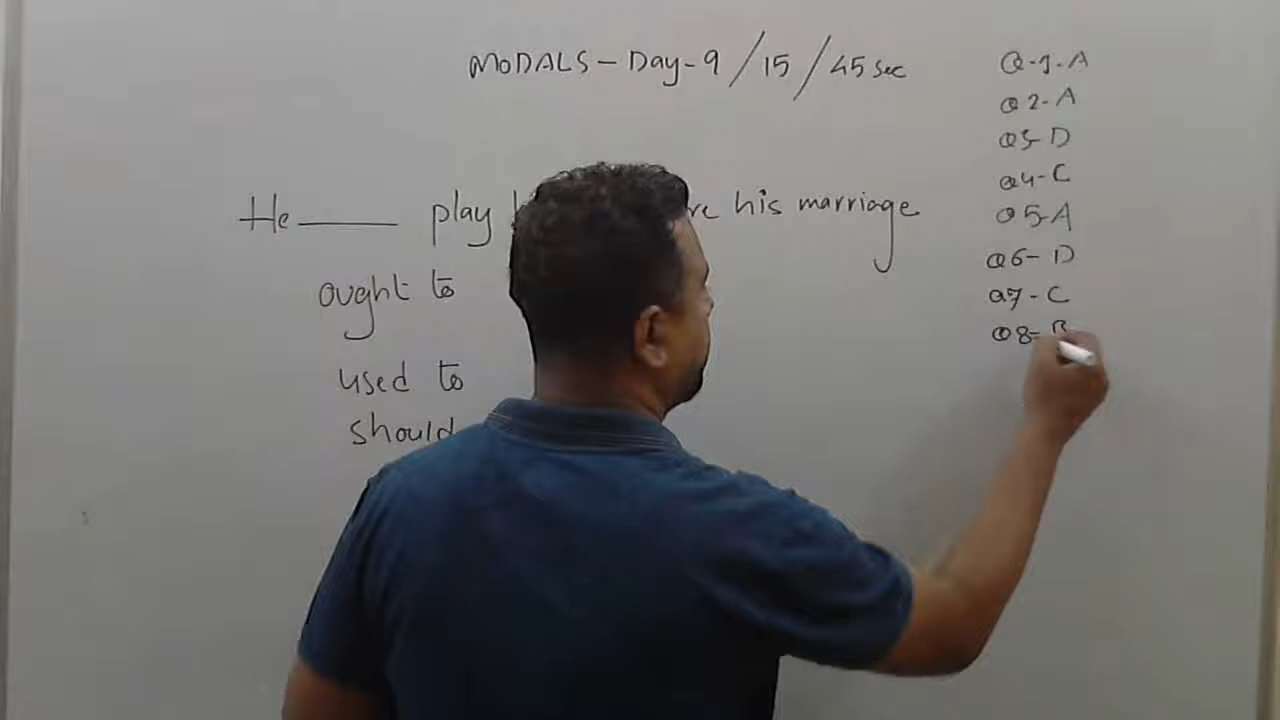 MODALS - Day - 9 / 15 / 45 sec
He ______ play his marriage
ought to
used to
should
Q-1-A
Q2-A
Q3-D
Q4-C
Q5-A
Q6-D
Q7-C
Q8-B